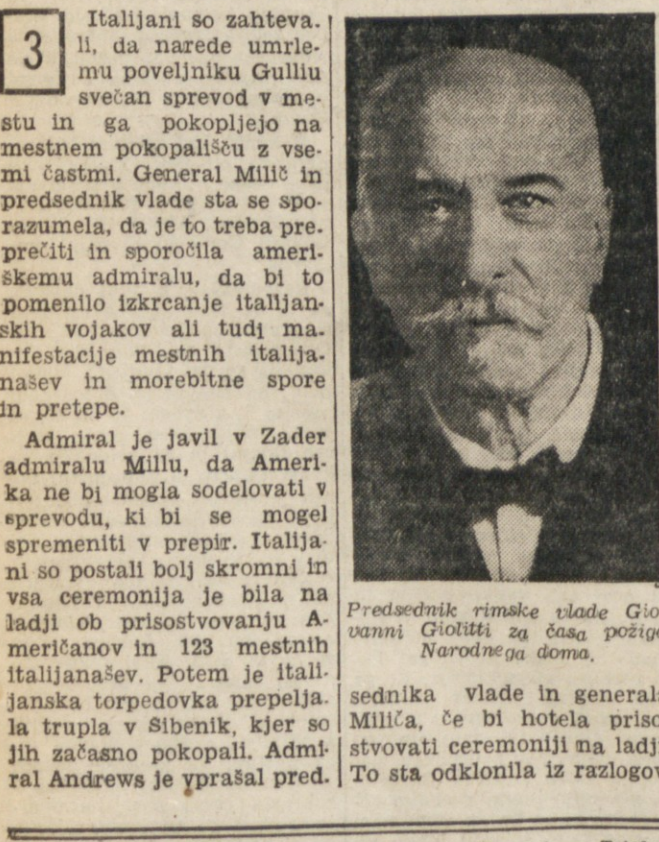 3
Italijani so zahteva.
li, da narede umrle-
mu poveljniku Gulliu
svečan sprevod v me-
stu in ga pokopljejo na
mestnem pokopališču z vse-
mi častmi. General Milič in
predsednik vlade sta se spo-
razumela, da je to treba pre-
prečiti in sporočila ameri-
škemu admiralu, da bi to
pomenilo izkrcanje italijan-
skih vojakov ali tudi ma-
nifestacije mestnih italija-
našev in morebitne spore
in pretepe.
Admiral je javil v Zader
admiralu Millu, da Ameri-
ka ne bi mogla sodelovati v
sprevodu, ki bi se mogel
spremeniti v prepir. Italija-
ni so postali bolj skromni in
vsa ceremonija je bila na
ladji ob prisostvovanju A-
meričanov in 123 mestnih
italijanašev. Potem je itali-
janska torpedovka prepelja.
la trupla v Šibenik, kjer so
jih začasno pokopali. Admi-
ral Andrews je vprašal pred.
Predsednik rimske vlade Gio-
vanni Giolitti za časa požiga
Narodnega doma.
sednika vlade in general
Miliča, če bi hotela priso
stvovati ceremoniji na ladji
To sta odklonila iz razlogov